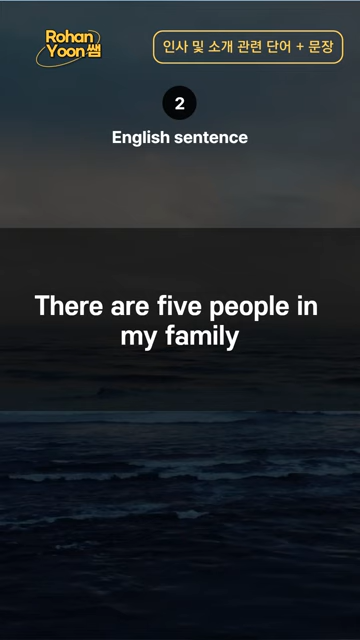 Rohan
Yoon쌤
인사 및 소개 관련 단어 + 문장
2
English sentence
There are five people in
my family